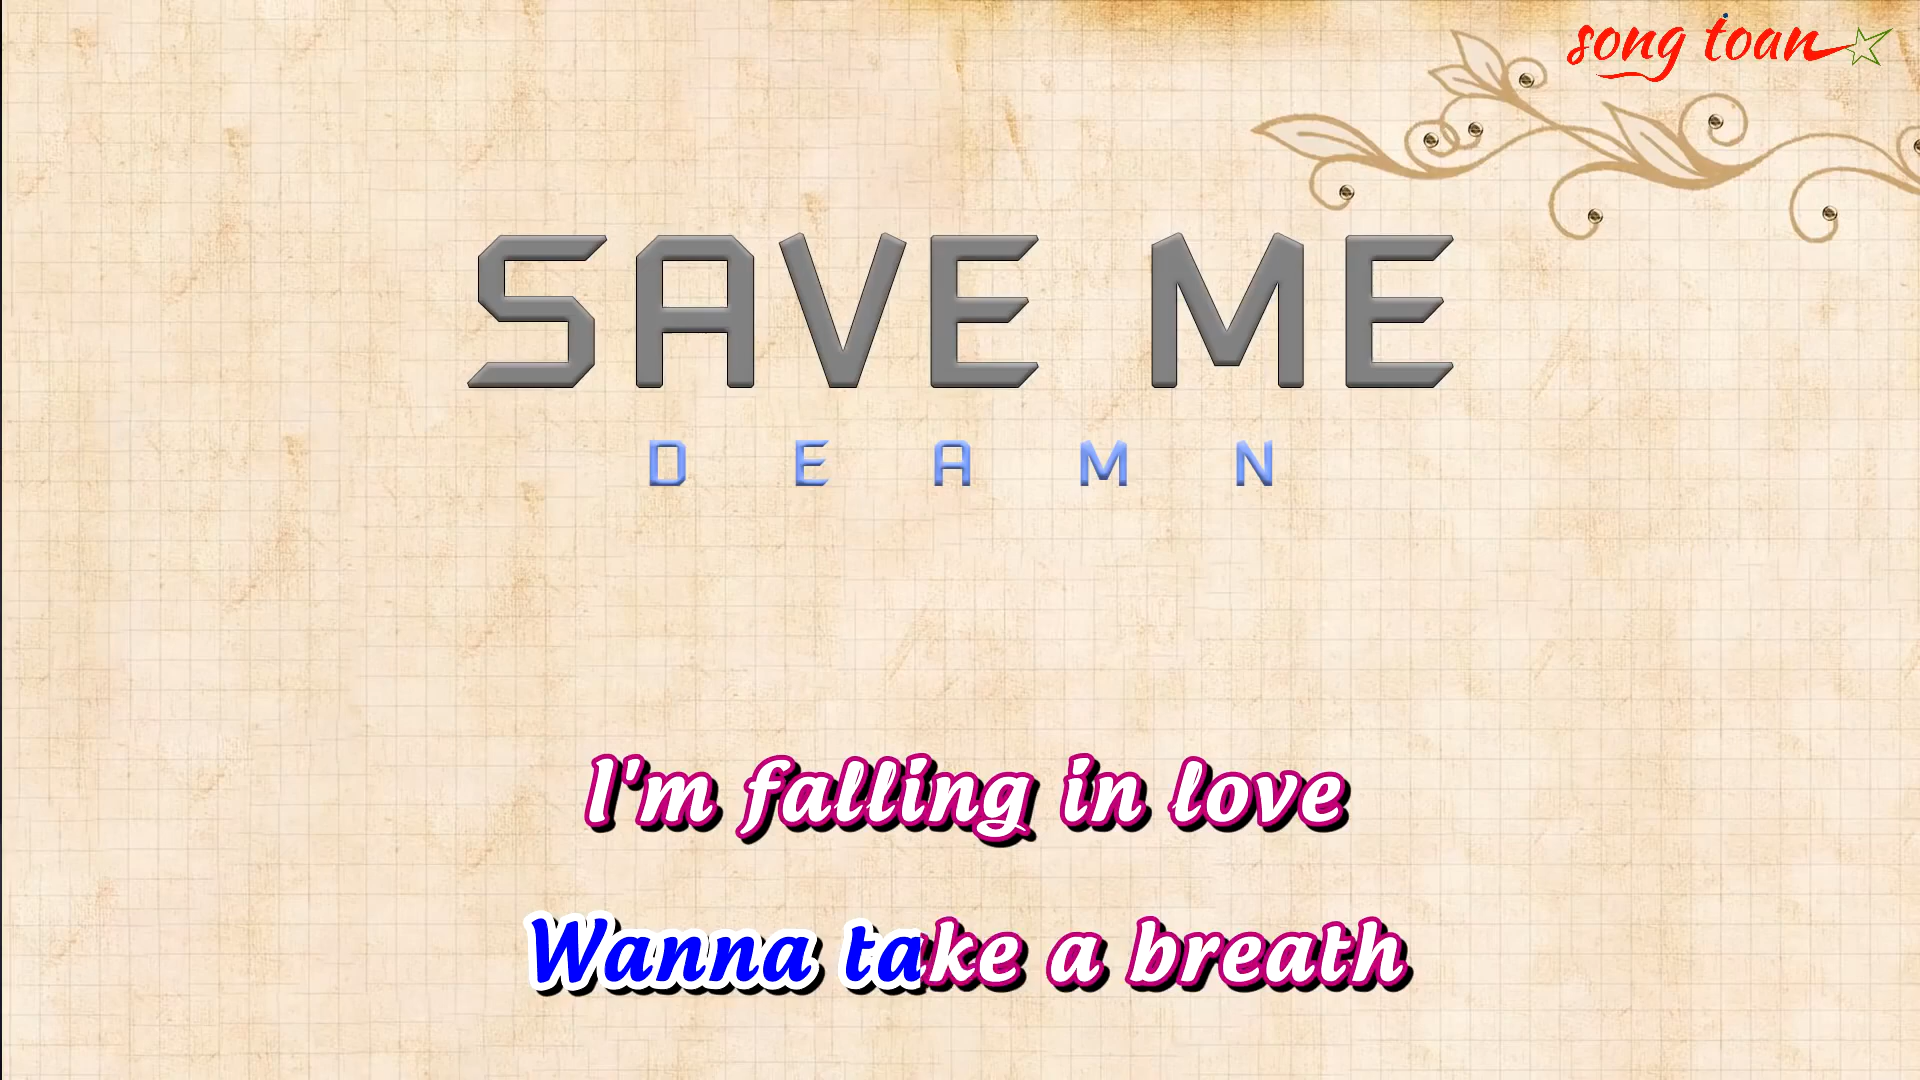 song toan
SAVE ME
DEAMN
I'm falling in love
Wanna take a breath